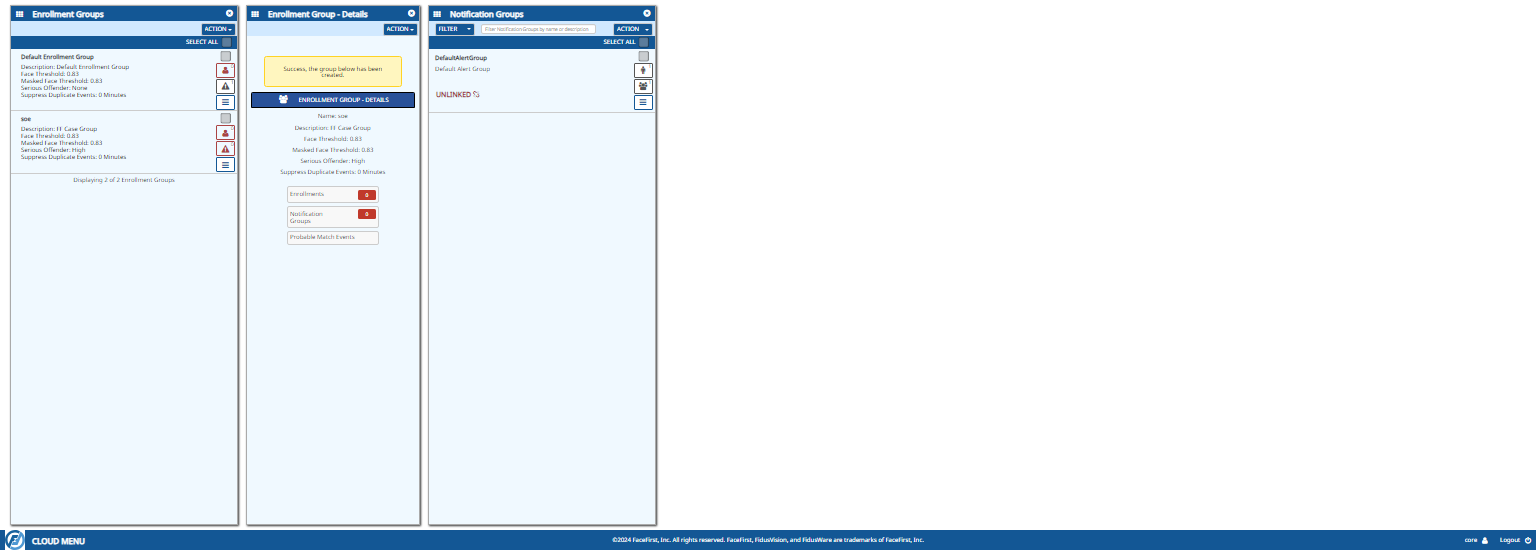 Enrollment Groups
ACTION
SELECT ALL
Default Enrollment Group
Description: Default Enrollment Group
Face Threshold: 0.83
Masked Face Threshold: 0.83
Serious Offender: None
Suppress Duplicate Events: 0 Minutes
soe
Description: FF Case Group
Face Threshold: 0.83
Masked Face Threshold: 0.83
Serious Offender: High
Suppress Duplicate Events: 0 Minutes
Displaying 2 of 2 Enrollment Groups
Enrollment Group - Details
ACTION
Success, the group below has been
created.
ENROLLMENT GROUP - DETAILS
Name: soe
Description: FF Case Group
Face Threshold: 0.83
Masked Face Threshold: 0.83
Serious Offender: High
Suppress Duplicate Events: 0 Minutes
Enrollments 0
Notification 0
Groups
Probable Match Events
Notification Groups
FILTER Filter Notification Groups by name or description ACTION
SELECT ALL
DefaultAlertGroup
Default Alert Group
UNLINKED
CLOUD MENU
©2024 FaceFirst, Inc. All rights reserved. FaceFirst, FidusVision, and FidusWare are trademarks of FaceFirst, Inc.
core Logout